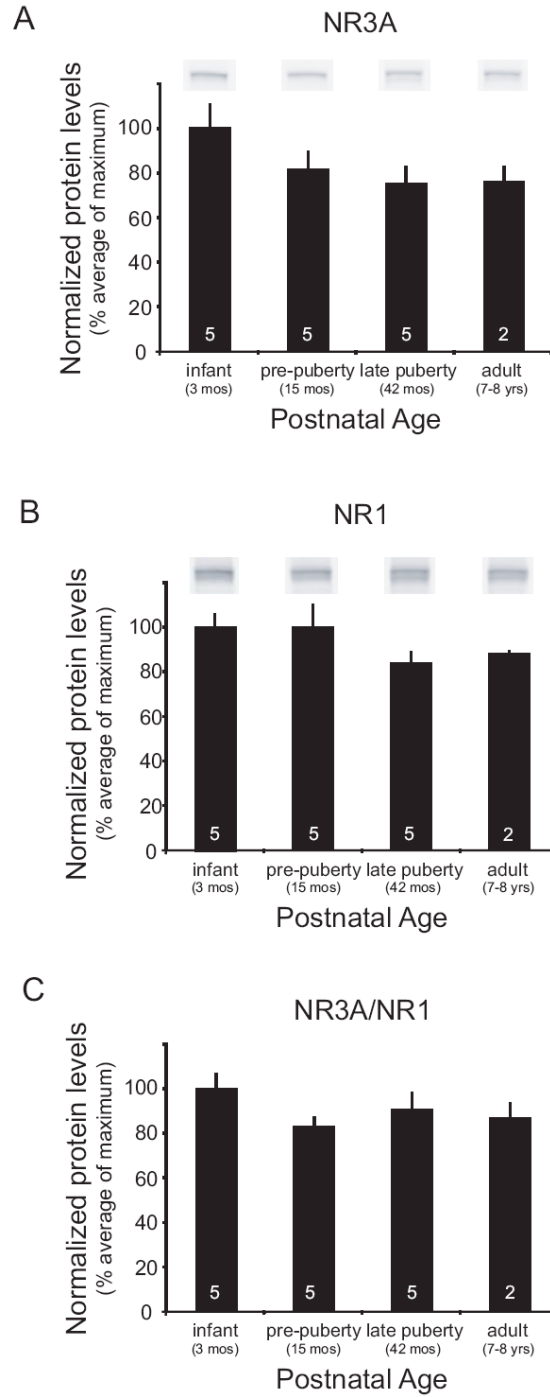 A
NR3A
Normalized protein levels
(% average of maximum)
100
80
60
40
20
0
5 5 5 2
infant pre-puberty late puberty adult
(3 mos) (15 mos) (42 mos) (7-8 yrs)
Postnatal Age
B
NR1
Normalized protein levels
(% average of maximum)
100
80
60
40
20
0
5 5 5 2
infant pre-puberty late puberty adult
(3 mos) (15 mos) (42 mos) (7-8 yrs)
Postnatal Age
C
NR3A/NR1
Normalized protein levels
(% average of maximum)
100
80
60
40
20
0
5 5 5 2
infant pre-puberty late puberty adult
(3 mos) (15 mos) (42 mos) (7-8 yrs)
Postnatal Age